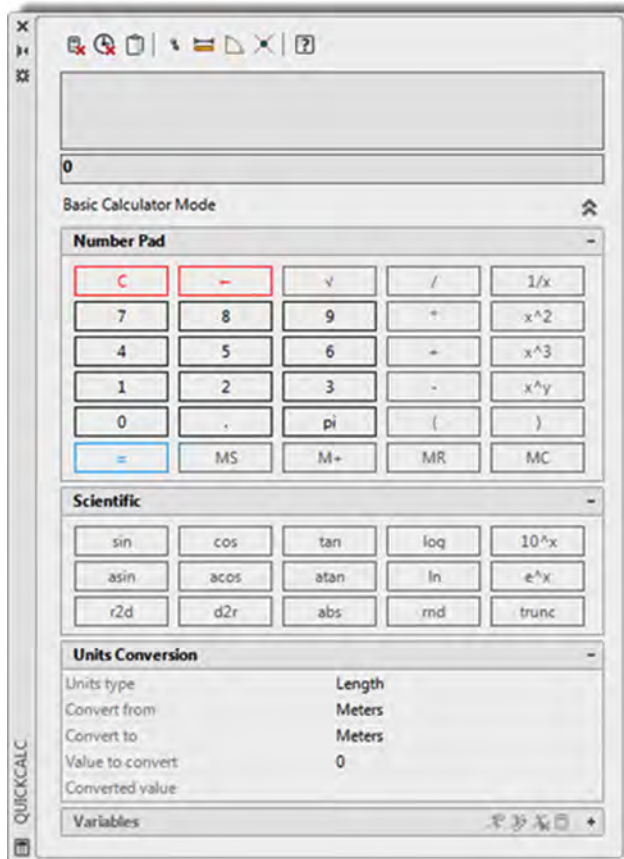 0
Basic Calculator Mode
Number Pad -
C ← √ / 1/x
7 8 9 * x^2
4 5 6 + x^3
1 2 3 - x^y
0 . pi ( )
= MS M+ MR MC
Scientific -
sin cos tan log 10^x
asin acos atan ln e^x
r2d d2r abs rnd trunc
Units Conversion -
Units type Length
Convert from Meters
Convert to Meters
Value to convert 0
Converted value
QUICKCALC
Variables +